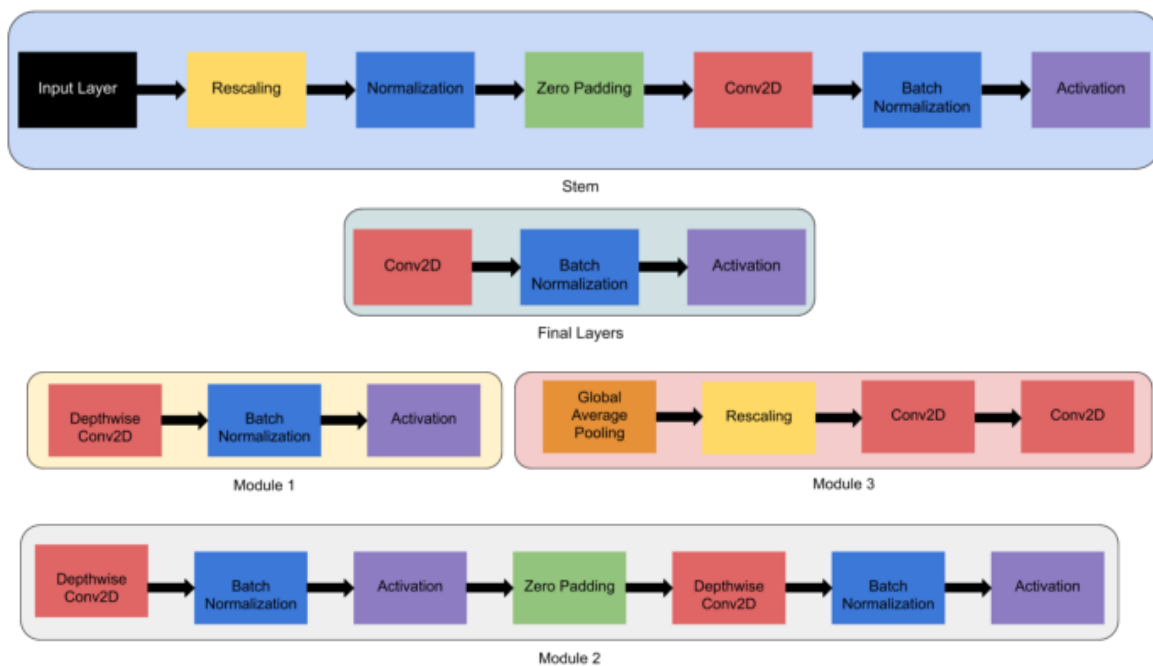 Input Layer
Rescaling
Normalization
Zero Padding
Conv2D
Batch
Normalization
Activation
Stem
Conv2D
Batch
Normalization
Activation
Final Layers
Depthwise
Conv2D
Batch
Normalization
Activation
Module 1
Global
Average
Pooling
Rescaling
Conv2D
Conv2D
Module 3
Depthwise
Conv2D
Batch
Normalization
Activation
Zero Padding
Depthwise
Conv2D
Batch
Normalization
Activation
Module 2